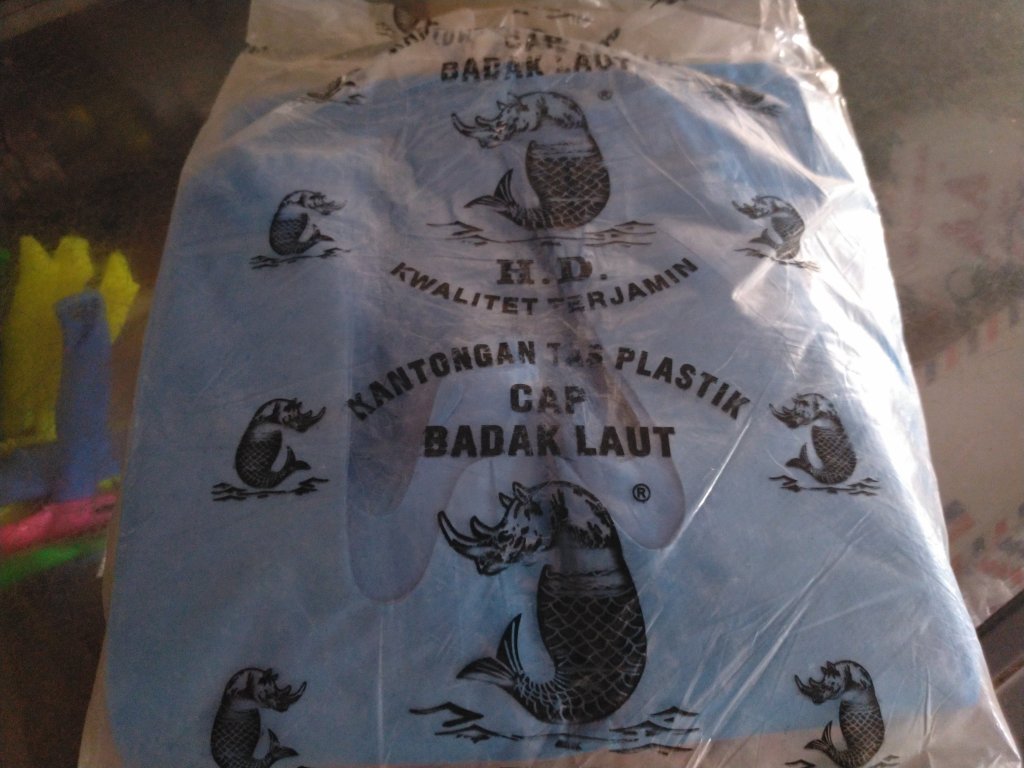 BADAK LAUT
®
H.D.
KWALITET TERJAMIN
KANTONGAN TAS PLASTIK
CAP
BADAK LAUT
®